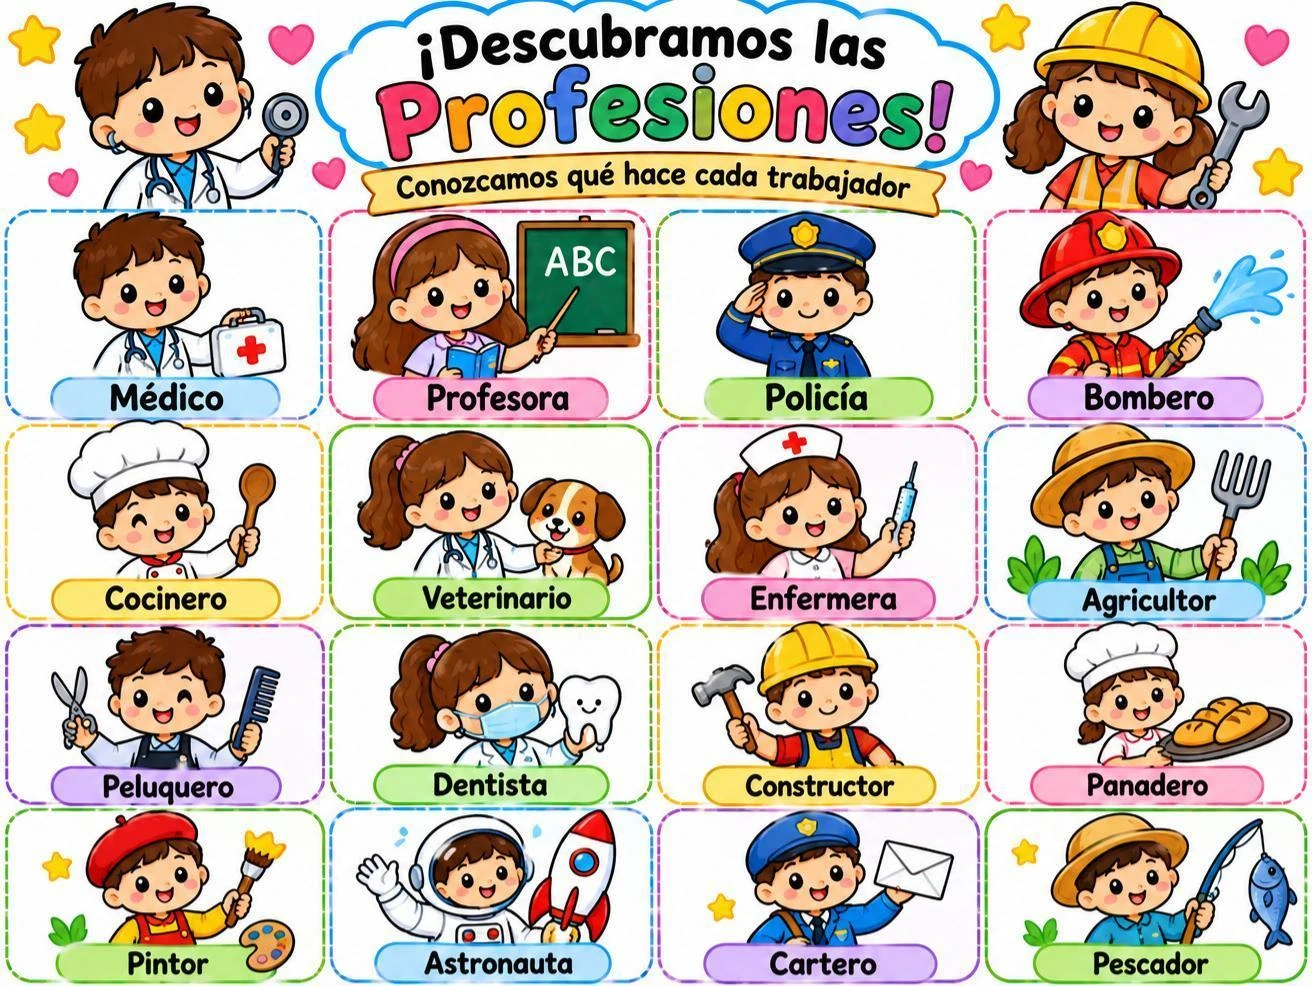 ¡Descubramos las
Profesiones!
Conozcamos qué hace cada trabajador
Médico
ABC
Profesora
Policía
Bombero
Cocinero
Veterinario
Enfermera
Agricultor
Peluquero
Dentista
Constructor
Panadero
Pintor
Astronauta
Cartero
Pescador